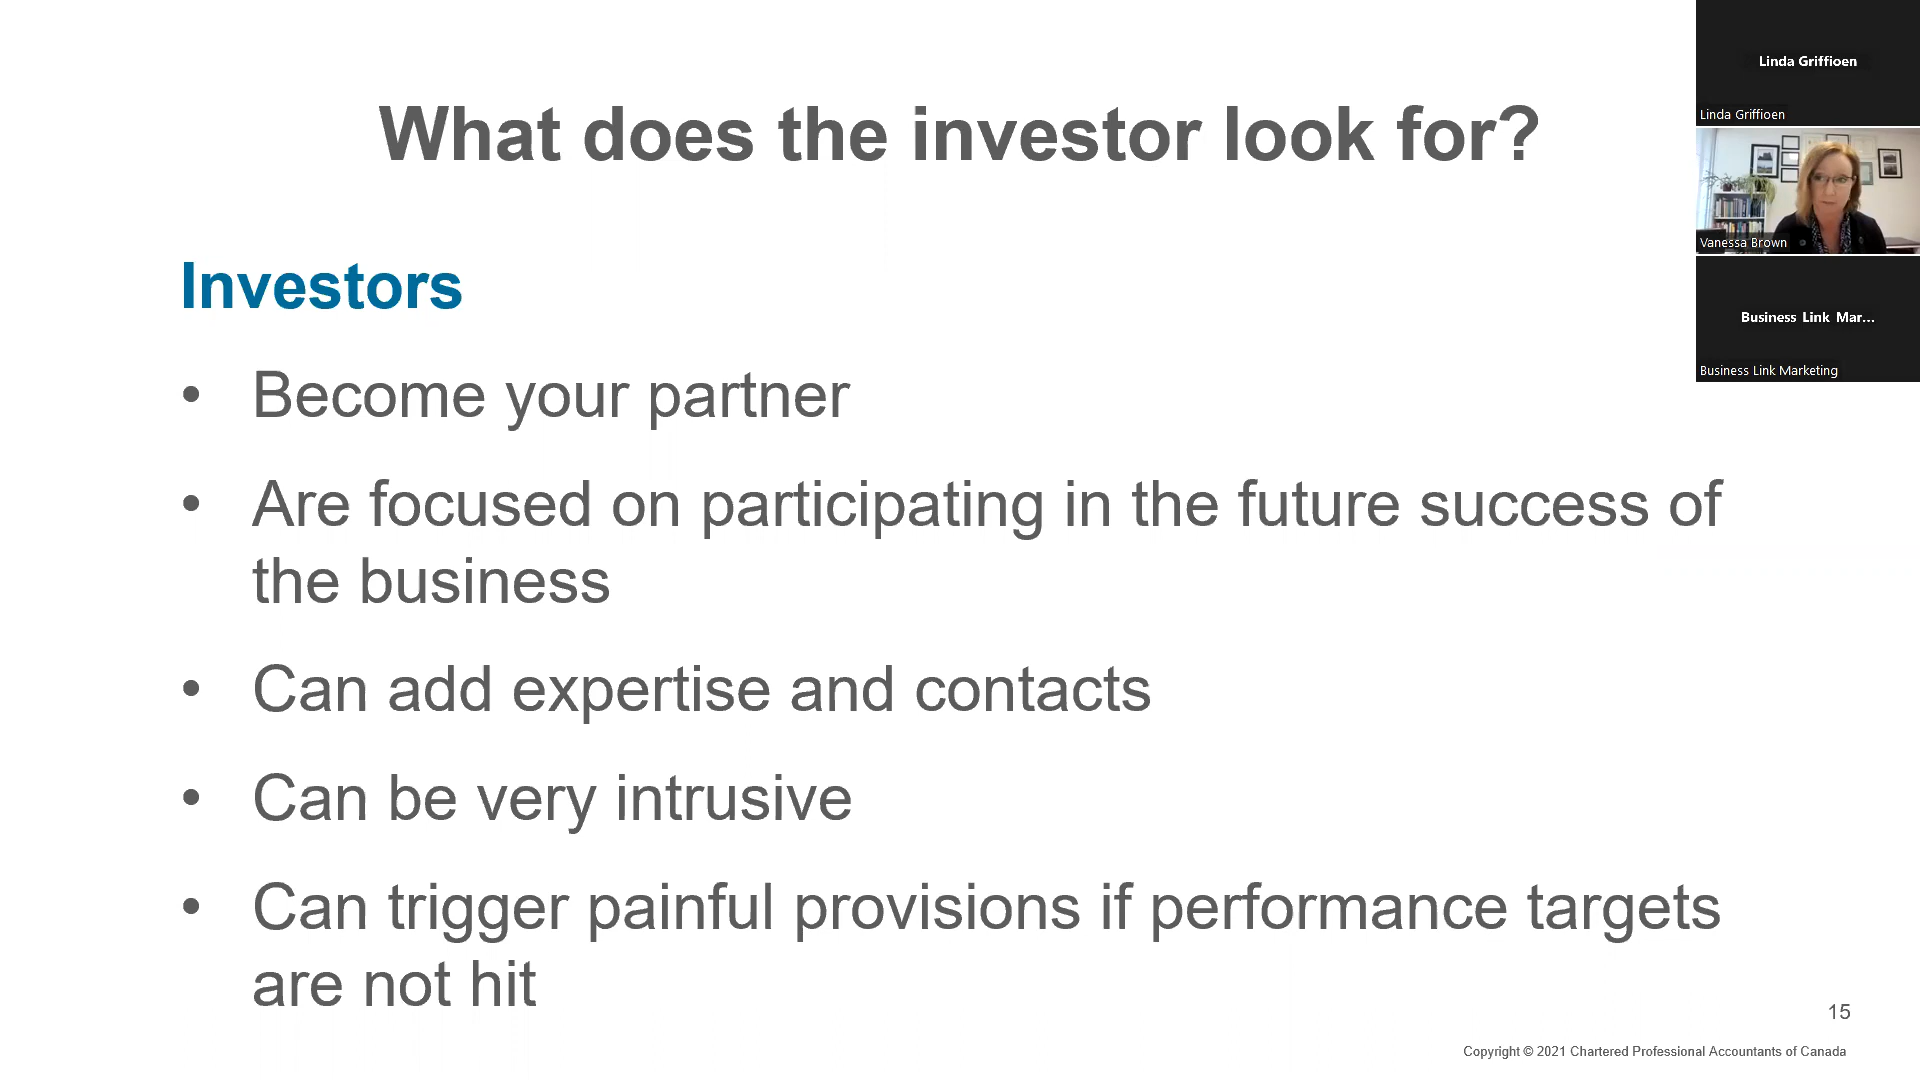 What does the investor look for?
Investors
• Become your partner
• Are focused on participating in the future success of
the business
• Can add expertise and contacts
• Can be very intrusive
• Can trigger painful provisions if performance targets
are not hit
15
Copyright © 2021 Chartered Professional Accountants of Canada
Linda Griffioen
Linda Griffioen
Vanessa Brown
Business Link Mar...
Business Link Marketing